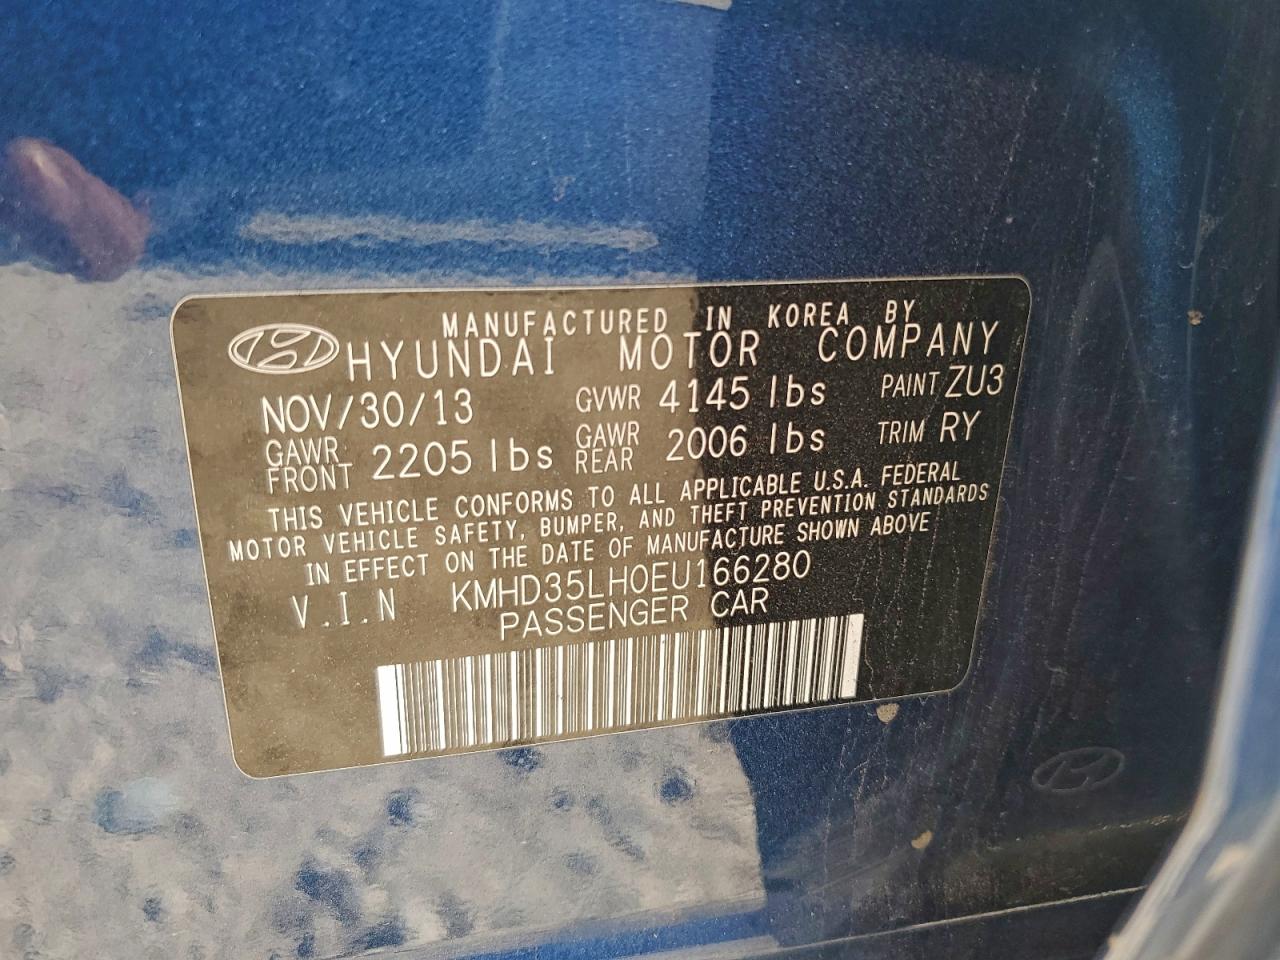 MANUFACTURED IN KOREA BY
HYUNDAI MOTOR COMPANY
NOV/30/13 GVWR 4145 lbs PAINT ZU3
GAWR FRONT 2205 lbs GAWR REAR 2006 lbs TRIM RY
THIS VEHICLE CONFORMS TO ALL APPLICABLE U.S.A. FEDERAL
MOTOR VEHICLE SAFETY, BUMPER, AND THEFT PREVENTION STANDARDS
IN EFFECT ON THE DATE OF MANUFACTURE SHOWN ABOVE
V.I.N KMHD35LH0EU166280
PASSENGER CAR